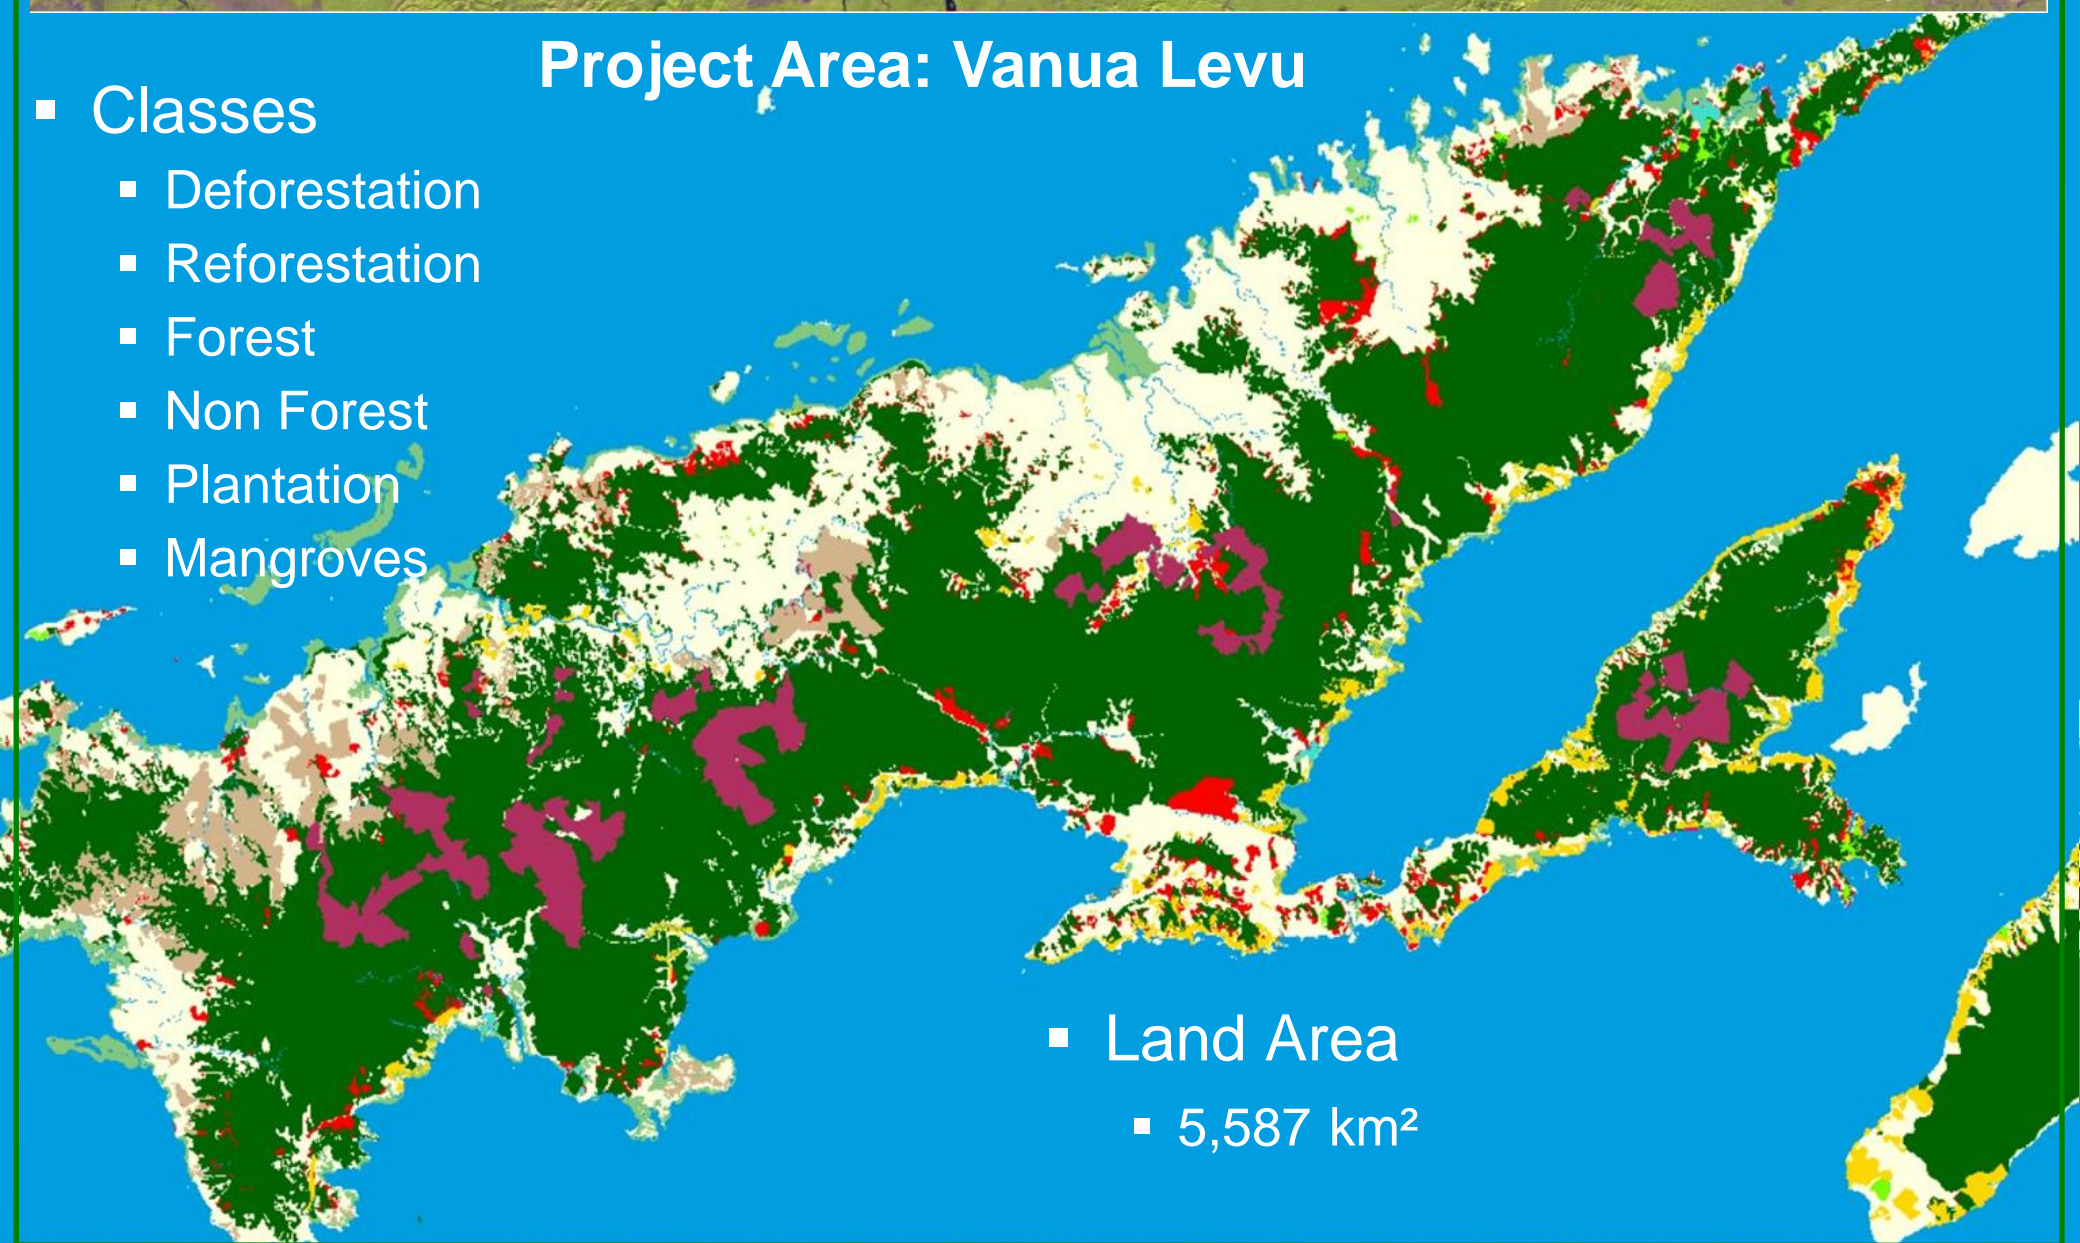 Project Area: Vanua Levu
Classes
Deforestation
Reforestation
Forest
Non Forest
Plantation
Mangroves
Land Area
5,587 km²